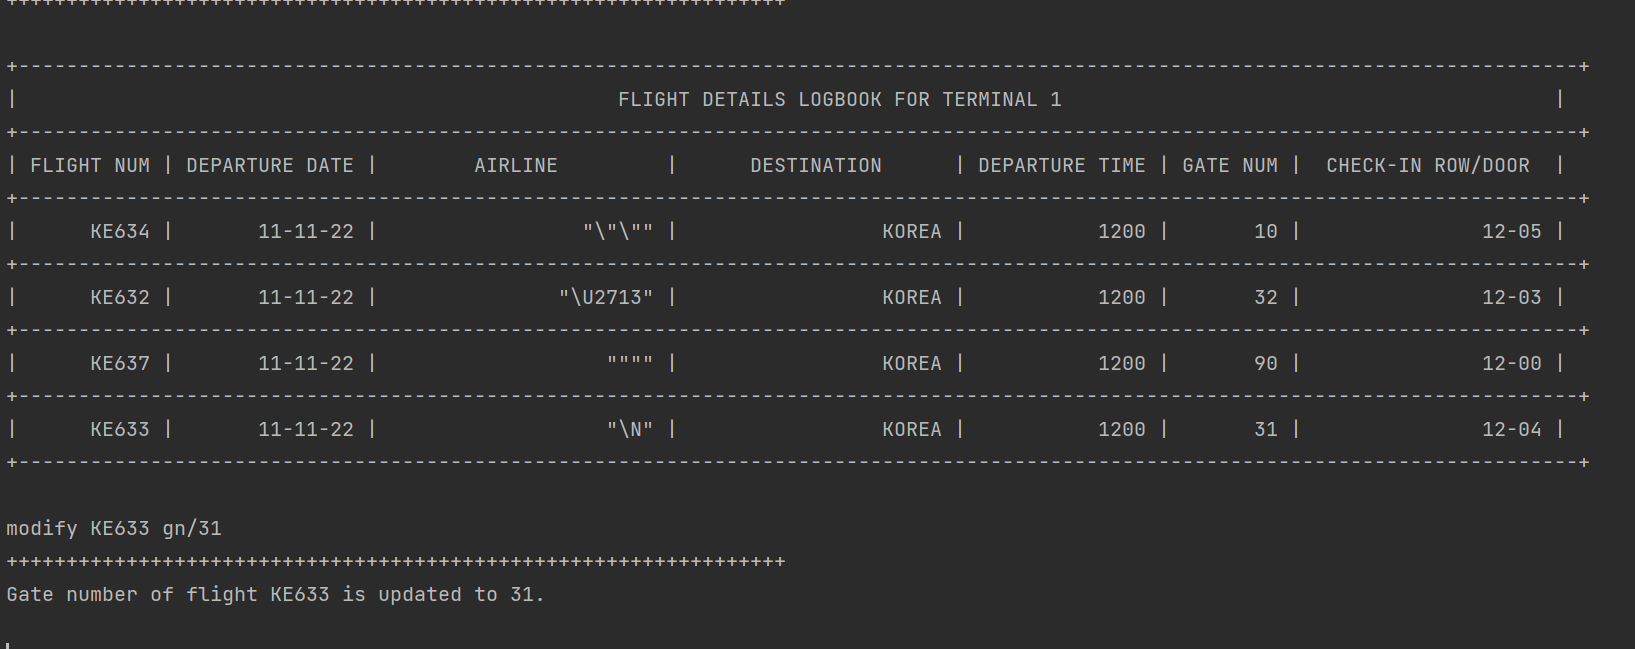 +++++++++++++++++++++++++++++++++++++++++++++++++++++++++++++++++
+----------------------------------------------------------------------------------------------------------------------------------+
|                                                  FLIGHT DETAILS LOGBOOK FOR TERMINAL 1                                         |
+----------------------------------------------------------------------------------------------------------------------------------+
| FLIGHT NUM | DEPARTURE DATE |        AIRLINE         |      DESTINATION      | DEPARTURE TIME | GATE NUM |  CHECK-IN ROW/DOOR  |
+----------------------------------------------------------------------------------------------------------------------------------+
|      KE634 |       11-11-22 |                 "\"\"" |                 KOREA |           1200 |       10 |               12-05 |
+----------------------------------------------------------------------------------------------------------------------------------+
|      KE632 |       11-11-22 |               "\U2713" |                 KOREA |           1200 |       32 |               12-03 |
+----------------------------------------------------------------------------------------------------------------------------------+
|      KE637 |       11-11-22 |                   """" |                 KOREA |           1200 |       90 |               12-00 |
+----------------------------------------------------------------------------------------------------------------------------------+
|      KE633 |       11-11-22 |                   "\N" |                 KOREA |           1200 |       31 |               12-04 |
+----------------------------------------------------------------------------------------------------------------------------------+
modify KE633 gn/31
+++++++++++++++++++++++++++++++++++++++++++++++++++++++++++++++++
Gate number of flight KE633 is updated to 31.